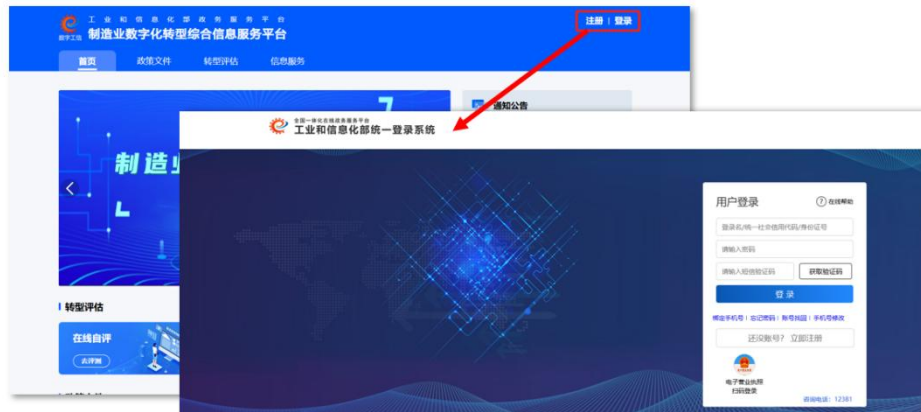 工业和信息化部政务服务平台
数字工信
制造业数字化转型综合信息服务平台
注册 | 登录
首页 政策文件 转型评估 信息服务
通知公告
制造业
转型评估
在线自评
去评测
全国一体化在线政务服务平台
工业和信息化部统一登录系统
用户登录
? 在线帮助
登录名/统一社会信用代码/身份证号
请输入密码
请输入短信验证码
获取验证码
登 录
绑定手机号 | 忘记密码 | 账号找回 | 手机号修改
还没账号? 立即注册
电子营业执照
扫码登录
咨询电话：12381